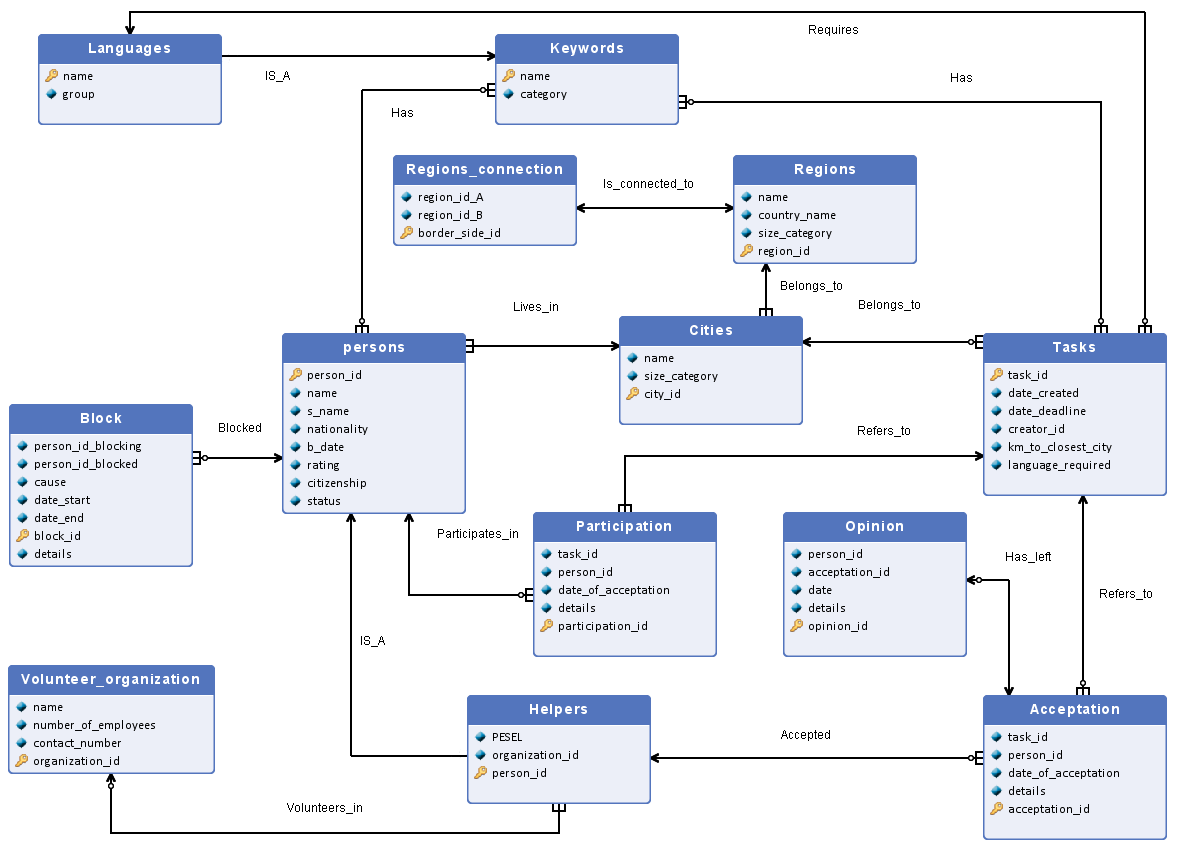 Requires
Languages
name
group
IS_A
Keywords
name
category
Has
Has
Regions_connection
region_id_A
region_id_B
border_side_id
Is_connected_to
Regions
name
country_name
size_category
region_id
Belongs_to
Belongs_to
Lives_in
Cities
name
size_category
city_id
persons
person_id
name
s_name
nationality
b_date
rating
citizenship
status
Tasks
task_id
date_created
date_deadline
creator_id
km_to_closest_city
language_required
Block
person_id_blocking
person_id_blocked
cause
date_start
date_end
block_id
details
Blocked
Refers_to
Participates_in
Participation
task_id
person_id
date_of_acceptation
details
participation_id
Opinion
person_id
acceptation_id
date
details
opinion_id
Has_left
Refers_to
IS_A
Volunteer_organization
name
number_of_employees
contact_number
organization_id
Helpers
PESEL
organization_id
person_id
Accepted
Acceptation
task_id
person_id
date_of_acceptation
details
acceptation_id
Volunteers_in